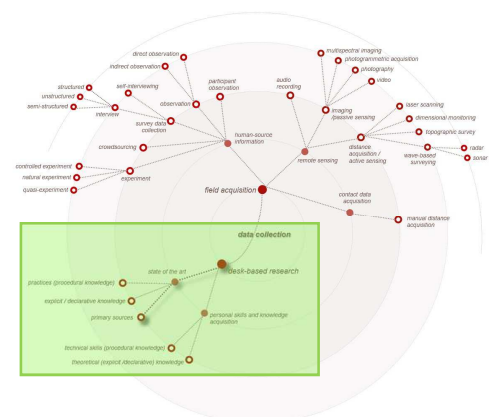 multispectral imaging
direct observation
photogrammetric acquisition
indirect observation
photography
participant
observation
audio
recording
video
structured
self-interviewing
unstructured
semi-structured
interview
observation
imaging
/passive sensing
laser scanning
survey data
collection
dimensional monitoring
topographic survey
human-source
information
crowdsourcing
distance
acquisition /
active sensing
radar
remote sensing
wave-based
surveying
sonar
controlled experiment
natural experiment
experiment
quasi-experiment
field acquisition
contact data
acquisition
manual distance
acquisition
data collection
state of the art
desk-based research
practices (procedural knowledge)
explicit / declarative knowledge
primary sources
personal skills and knowledge
acquisition
technical skills (procedural knowledge)
theoretical (explicit /declarative) knowledge